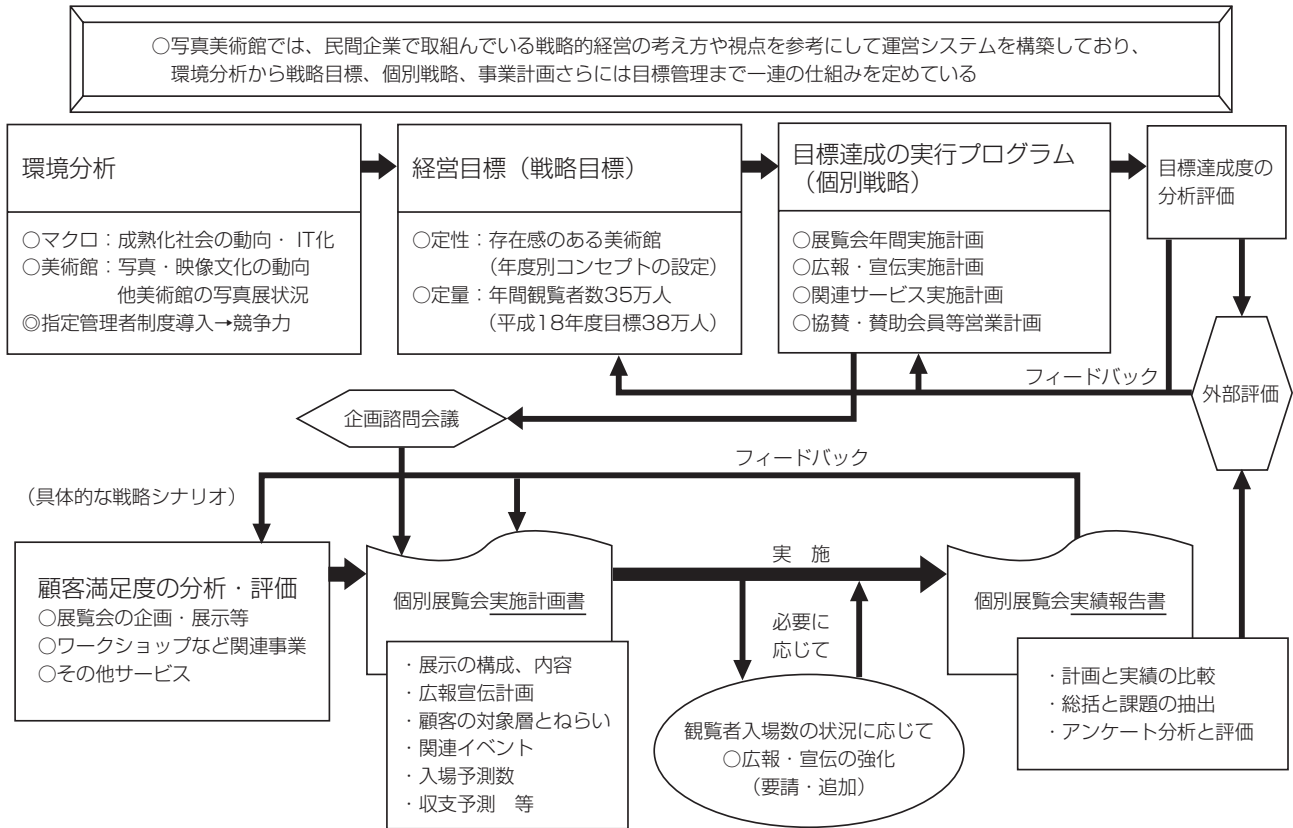 ○写真美術館では、民間企業で取組んでいる戦略的経営の考え方や視点を参考にして運営システムを構築しており、
環境分析から戦略目標、個別戦略、事業計画さらには目標管理まで一連の仕組みを定めている
環境分析
○マクロ：成熟化社会の動向・IT化
○美術館：写真・映像文化の動向
他美術館の写真展状況
◎指定管理者制度導入→競争力
経営目標（戦略目標）
○定性：存在感のある美術館
（年度別コンセプトの設定）
○定量：年間観覧者数35万人
（平成18年度目標38万人）
目標達成の実行プログラム
（個別戦略）
○展覧会年間実施計画
○広報・宣伝実施計画
○関連サービス実施計画
○協賛・賛助会員等営業計画
目標達成度の
分析評価
フィードバック
外部評価
企画諮問会議
フィードバック
（具体的な戦略シナリオ）
顧客満足度の分析・評価
○展覧会の企画・展示等
○ワークショップなど関連事業
○その他サービス
個別展覧会実施計画書
・展示の構成、内容
・広報宣伝計画
・顧客の対象層とねらい
・関連イベント
・入場予測数
・収支予測　等
実　施
必要に
応じて
観覧者入場数の状況に応じて
○広報・宣伝の強化
（要請・追加）
個別展覧会実績報告書
・計画と実績の比較
・総括と課題の抽出
・アンケート分析と評価